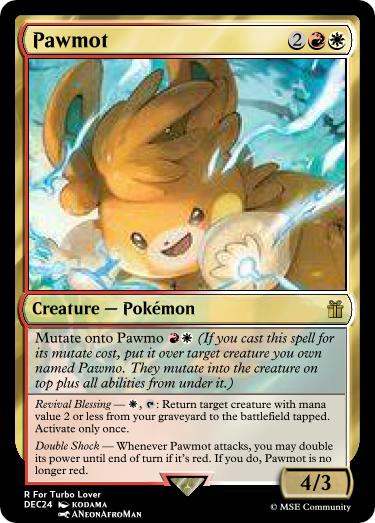 Pawmot 2
Creature — Pokémon
Mutate onto Pawmo (If you cast this spell for
its mutate cost, put it over target creature you own
named Pawmo. They mutate into the creature on
top plus all abilities from under it.)
Revival Blessing — , : Return target creature with mana
value 2 or less from your graveyard to the battlefield tapped.
Activate only once.
Double Shock — Whenever Pawmot attacks, you may double
its power until end of turn if it's red. If you do, Pawmot is no
longer red.
4/3
R For Turbo Lover
DEC24 KODAMA
ANeonAfroMan
© MSE Community